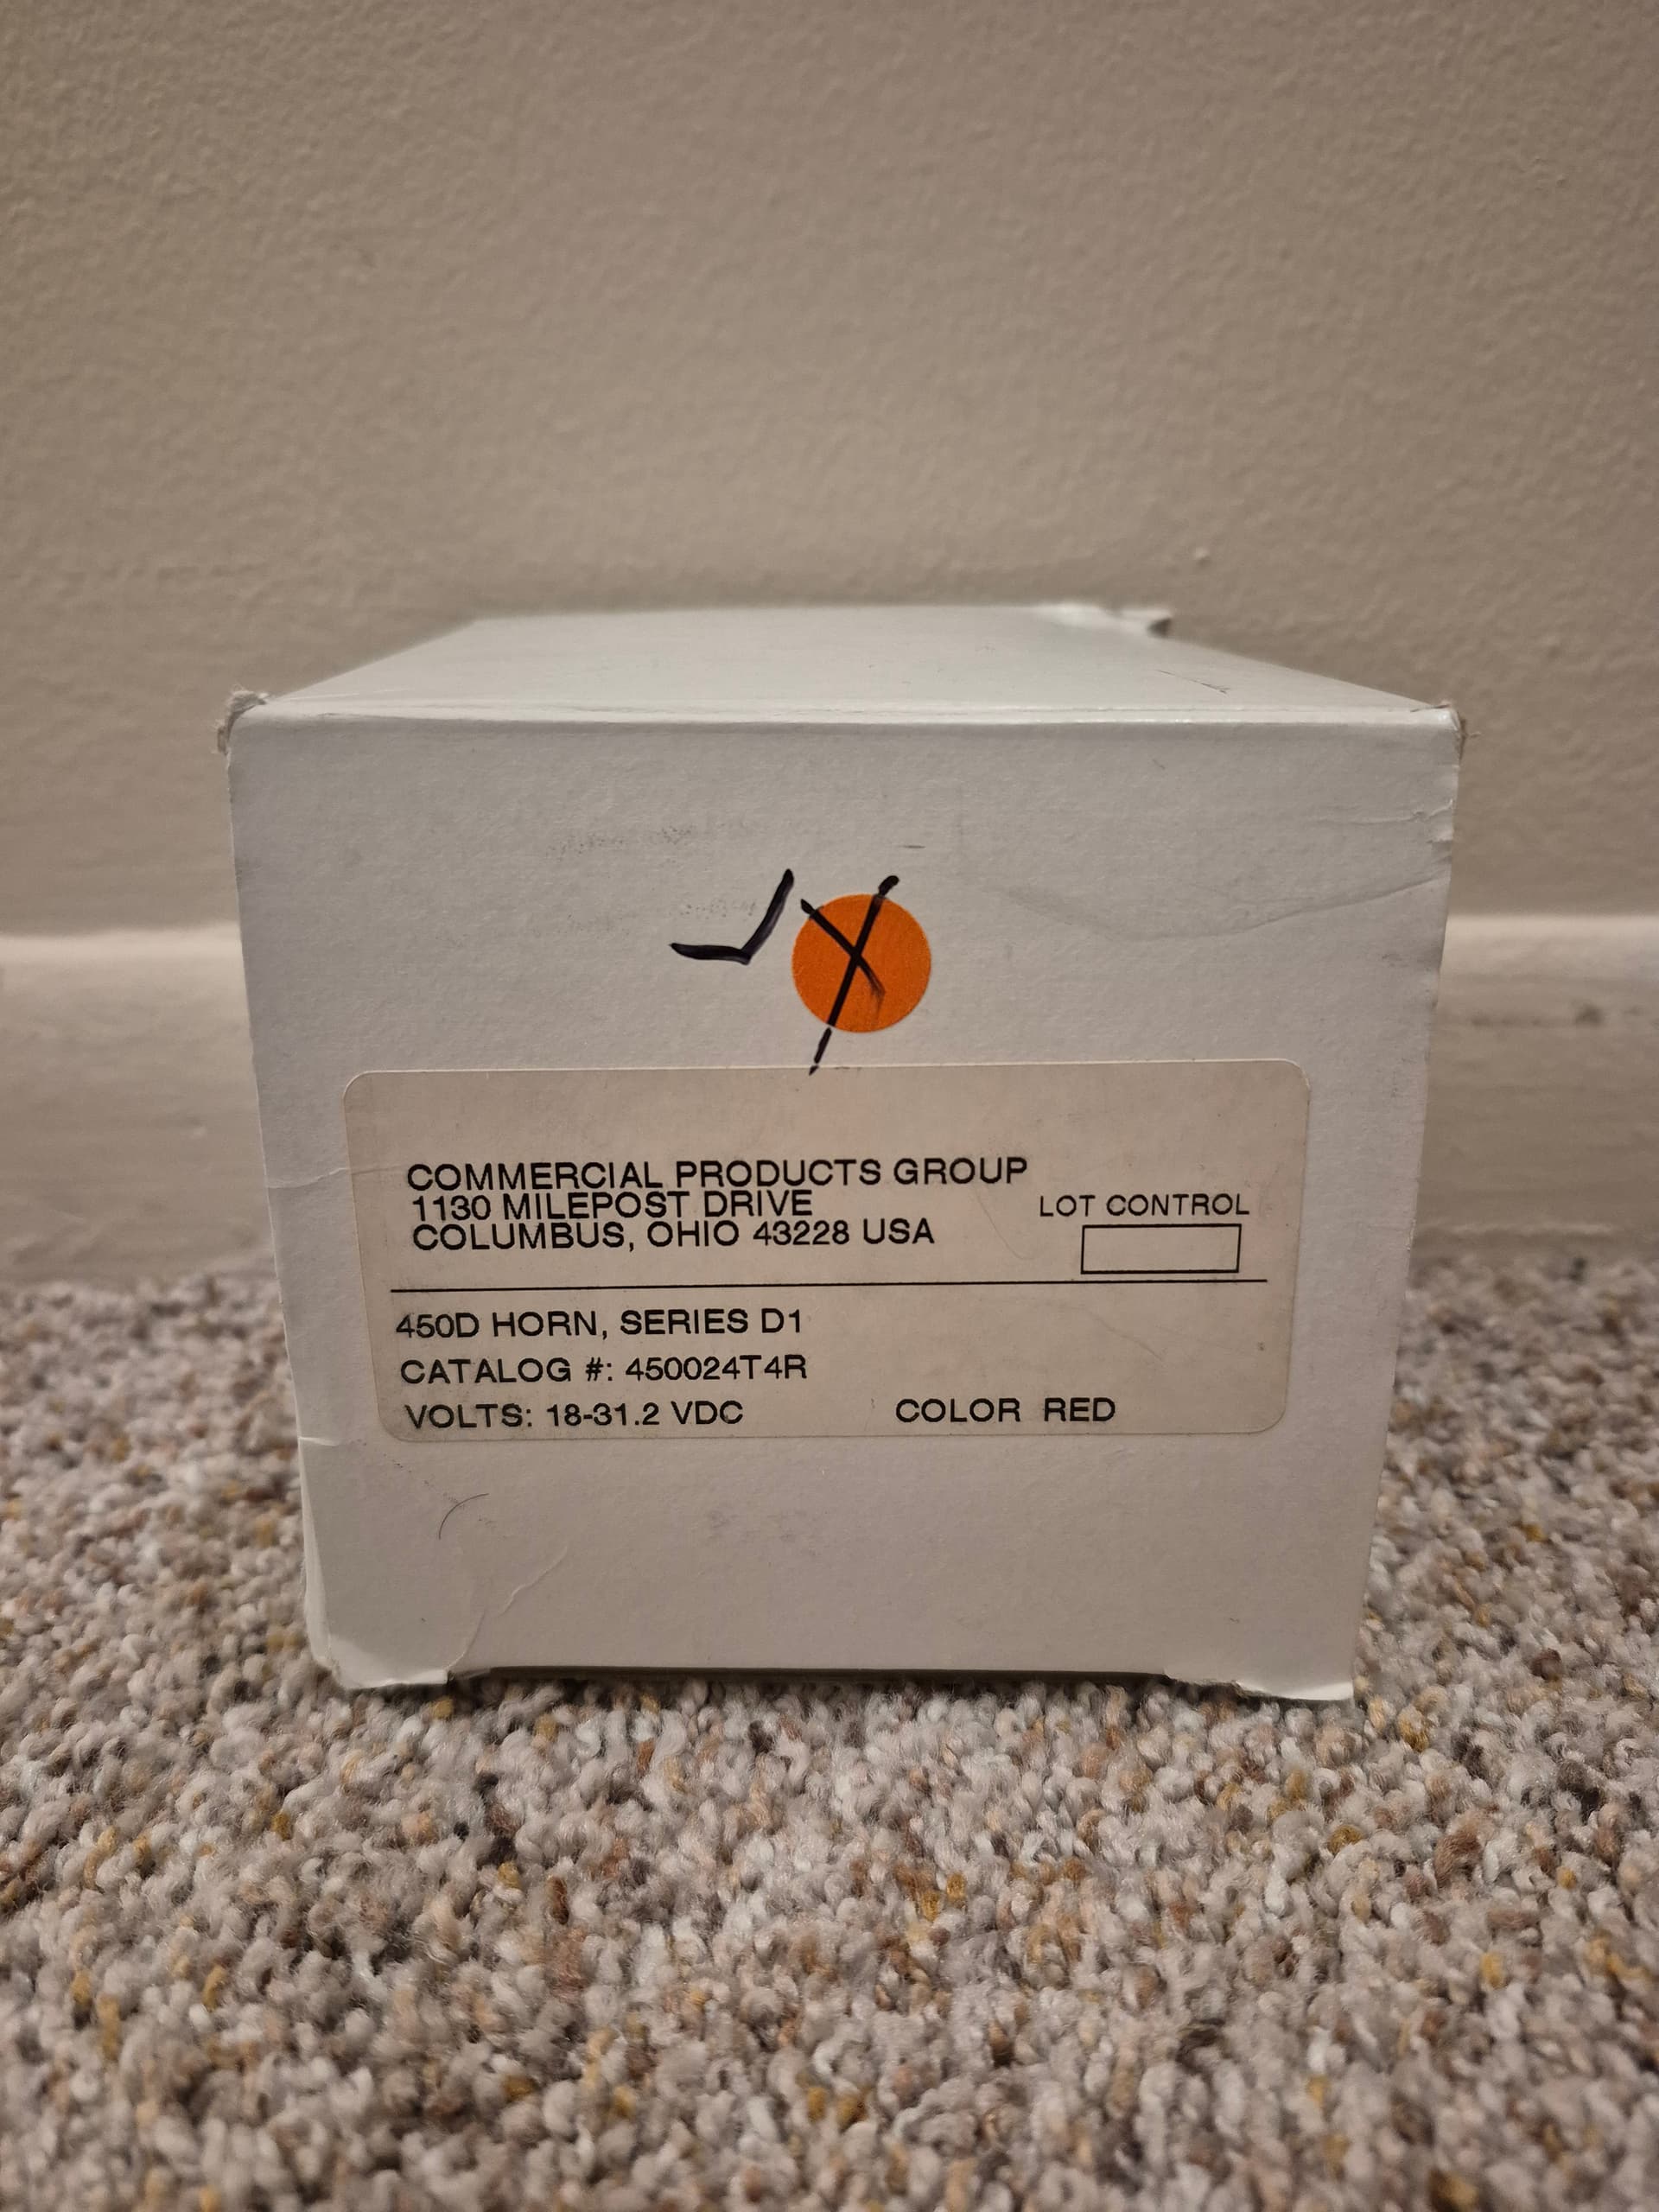 COMMERCIAL PRODUCTS GROUP
1130 MILEPOST DRIVE
COLUMBUS, OHIO 43228 USA
LOT CONTROL
450D HORN, SERIES D1
CATALOG #: 450024T4R
VOLTS: 18-31.2 VDC COLOR RED